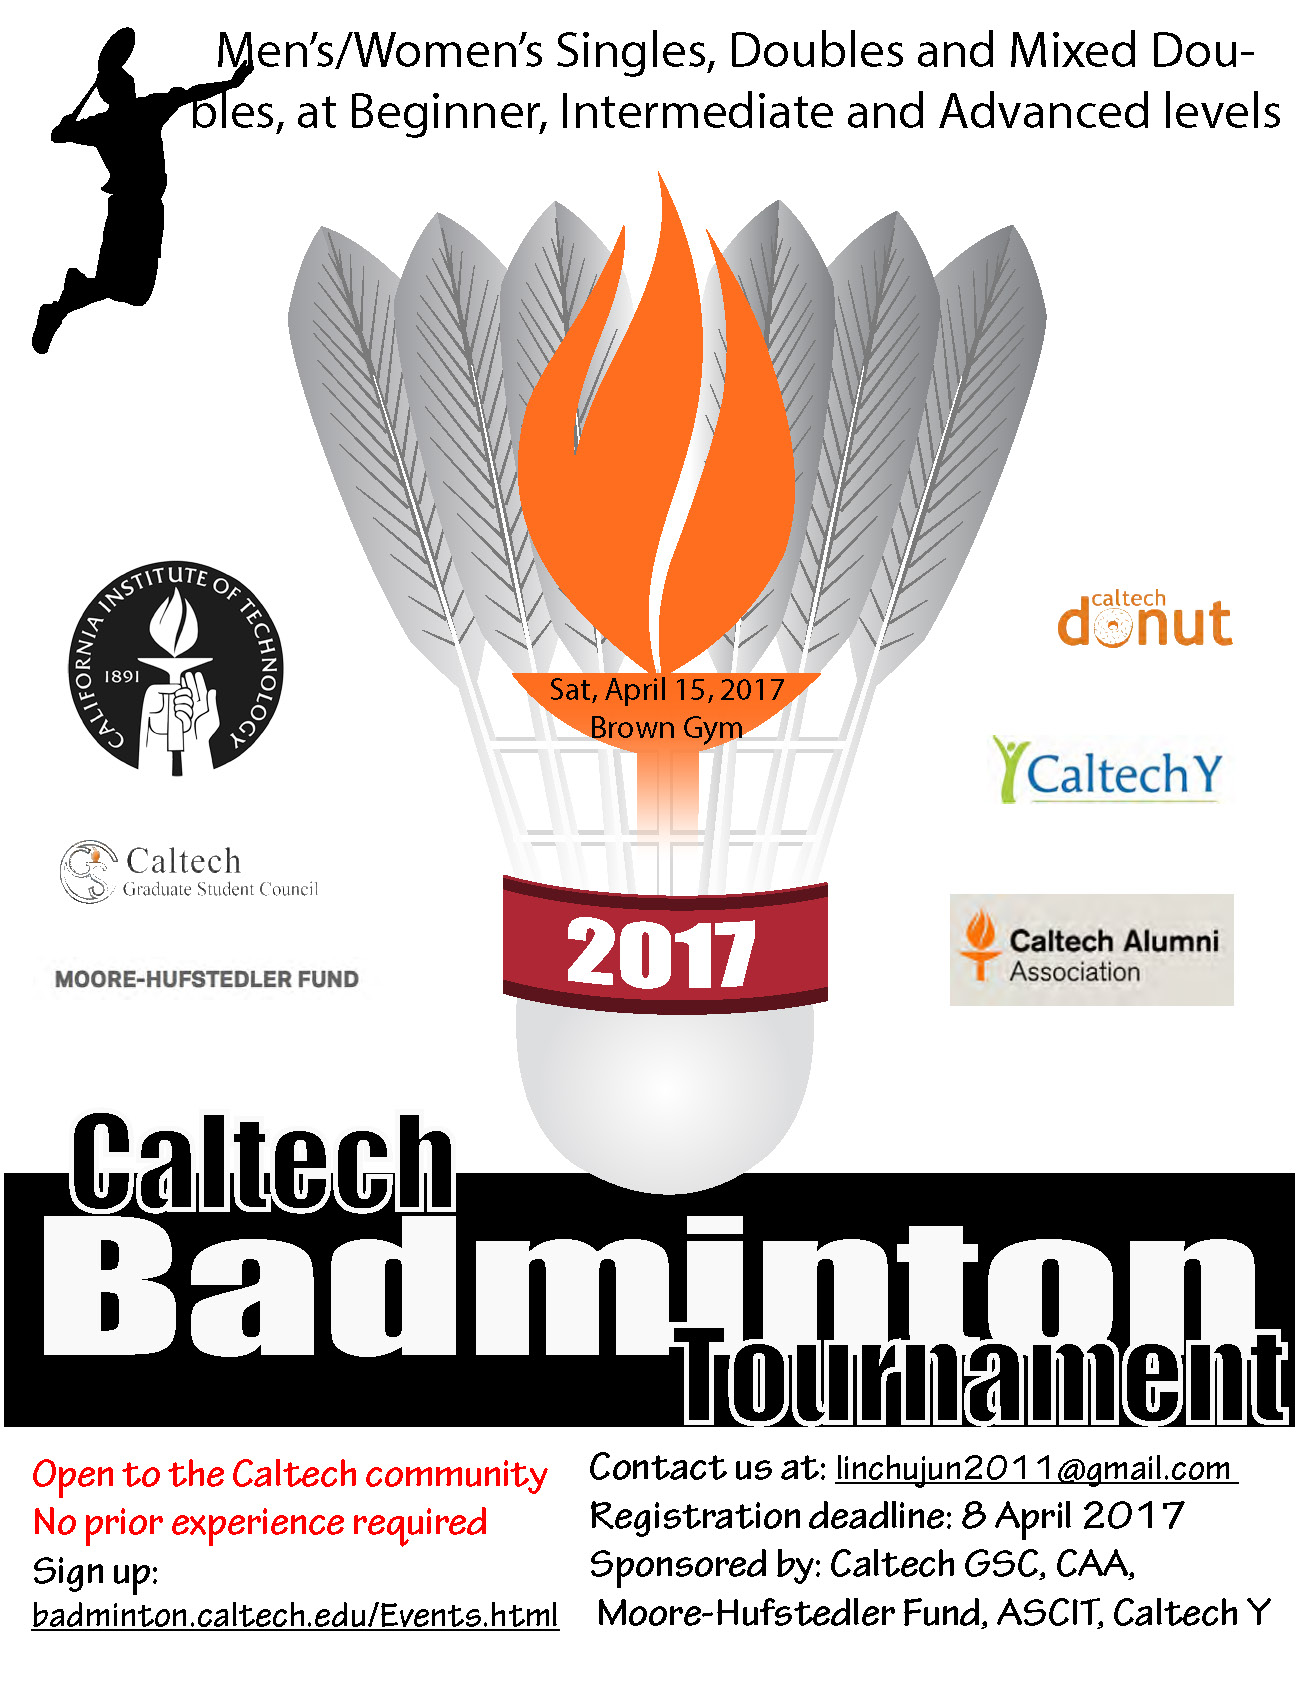 Men's/Women's Singles, Doubles and Mixed Dou-
bles, at Beginner, Intermediate and Advanced levels
CALIFORNIA INSTITUTE OF TECHNOLOGY
1891
caltech
donut
Sat, April 15, 2017
Brown Gym
Caltech Y
Caltech
Graduate Student Council
2017
Caltech Alumni
Association
MOORE-HUFSTEDLER FUND
Caltech
Badminton
Tournament
Open to the Caltech community
No prior experience required
Sign up:
badminton.caltech.edu/Events.html
Contact us at: linchujun2011@gmail.com
Registration deadline: 8 April 2017
Sponsored by: Caltech GSC, CAA,
Moore-Hufstedler Fund, ASCIT, Caltech Y